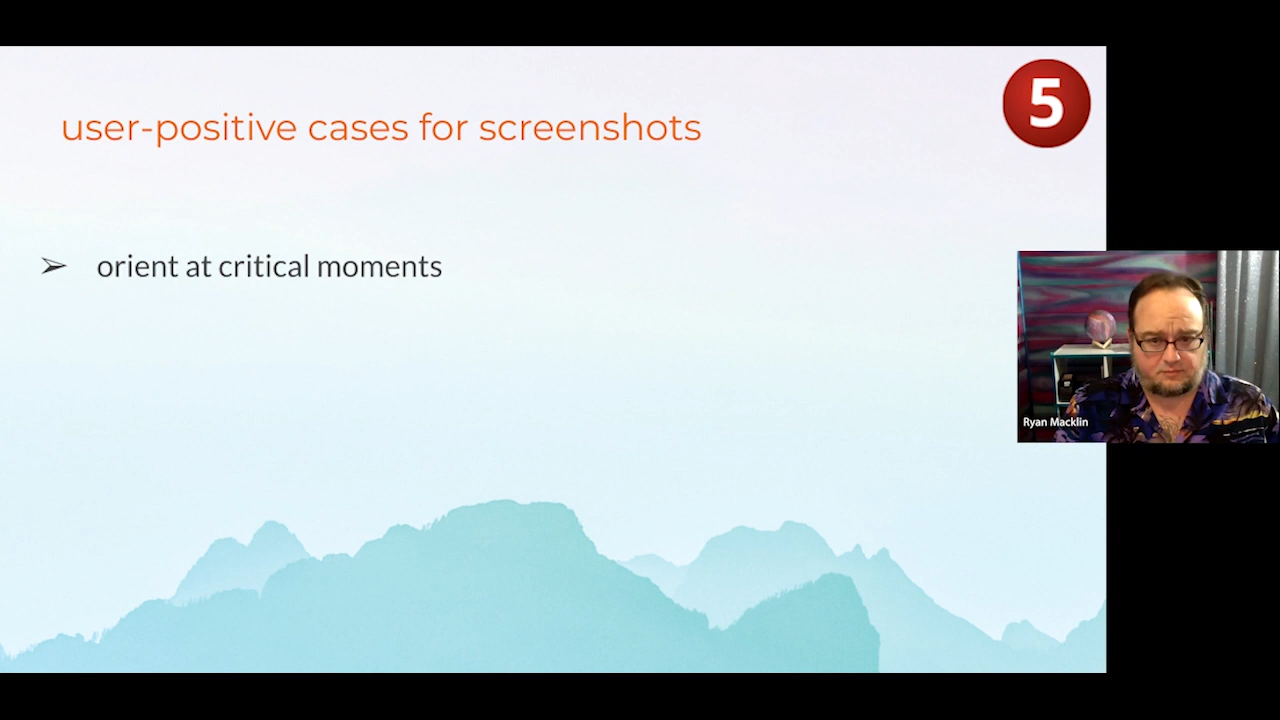 5
user-positive cases for screenshots
➢ orient at critical moments
Ryan Macklin